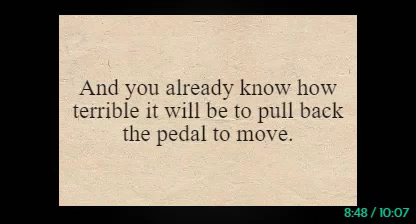 And you already know how
terrible it will be to pull back
the pedal to move.
8:48 / 10:07